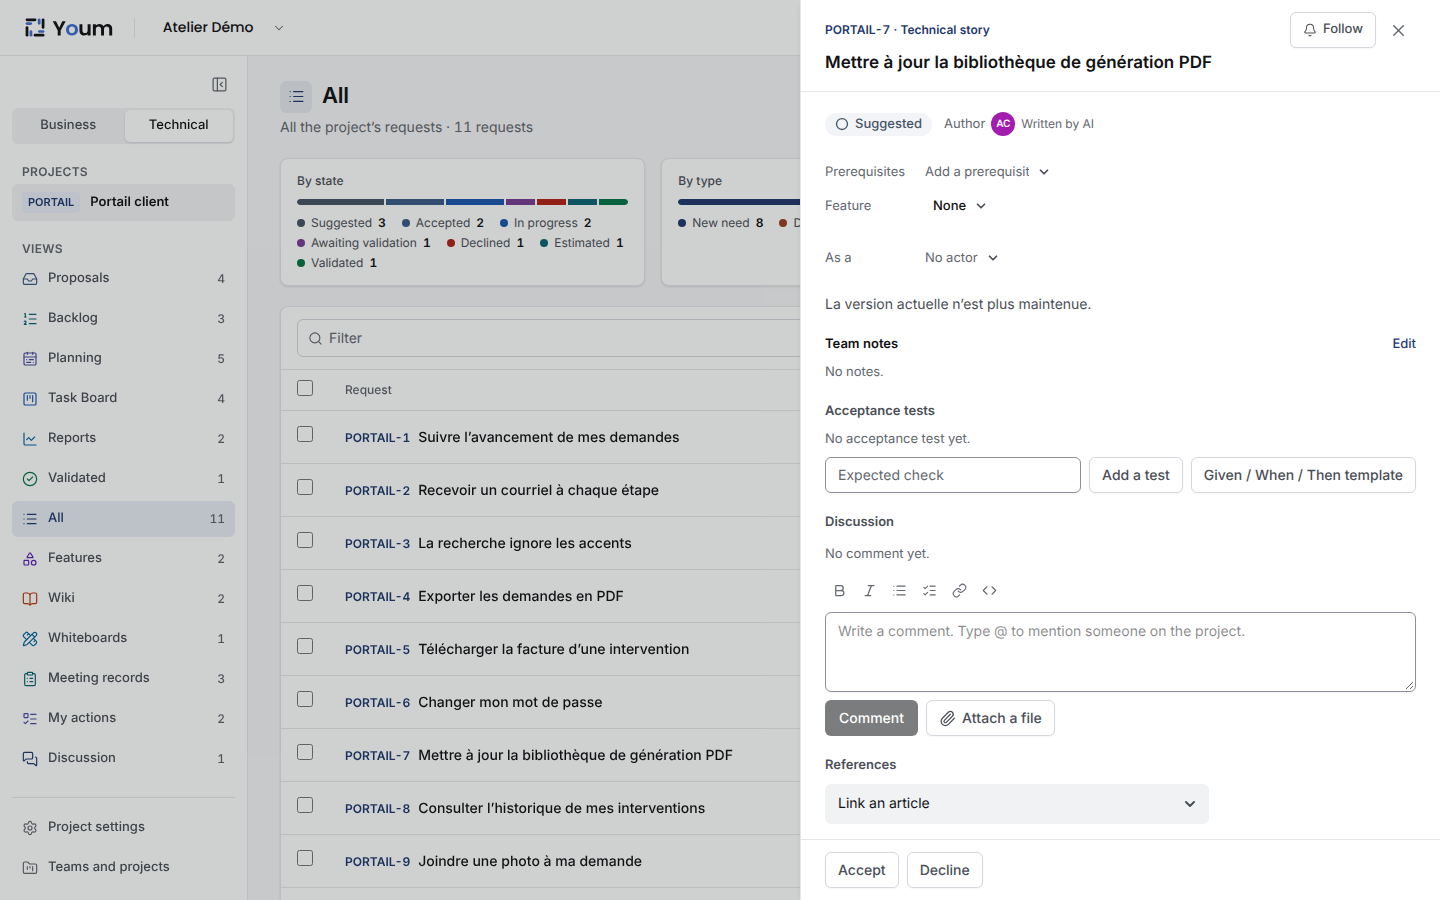 Youm
Atelier Démo
Business
Technical
PROJECTS
PORTAIL Portail client
VIEWS
Proposals 4
Backlog 3
Planning 5
Task Board 4
Reports 2
Validated 1
All 11
Features 2
Wiki 2
Whiteboards 1
Meeting records 3
My actions 2
Discussion 1
Project settings
Teams and projects
All
All the project's requests · 11 requests
By state
Suggested 3 Accepted 2 In progress 2
Awaiting validation 1 Declined 1 Estimated 1
Validated 1
By type
New need 8
Filter
Request
PORTAIL-1 Suivre l’avancement de mes demandes
PORTAIL-2 Recevoir un courriel à chaque étape
PORTAIL-3 La recherche ignore les accents
PORTAIL-4 Exporter les demandes en PDF
PORTAIL-5 Télécharger la facture d’une intervention
PORTAIL-6 Changer mon mot de passe
PORTAIL-7 Mettre à jour la bibliothèque de génération PDF
PORTAIL-8 Consulter l’historique de mes interventions
PORTAIL-9 Joindre une photo à ma demande
PORTAIL-7 · Technical story
Follow
Mettre à jour la bibliothèque de génération PDF
Suggested Author AC Written by AI
Prerequisites Add a prerequisit
Feature None
As a No actor
La version actuelle n’est plus maintenue.
Team notes Edit
No notes.
Acceptance tests
No acceptance test yet.
Expected check Add a test Given / When / Then template
Discussion
No comment yet.
Write a comment. Type @ to mention someone on the project.
Comment Attach a file
References
Link an article
Accept Decline